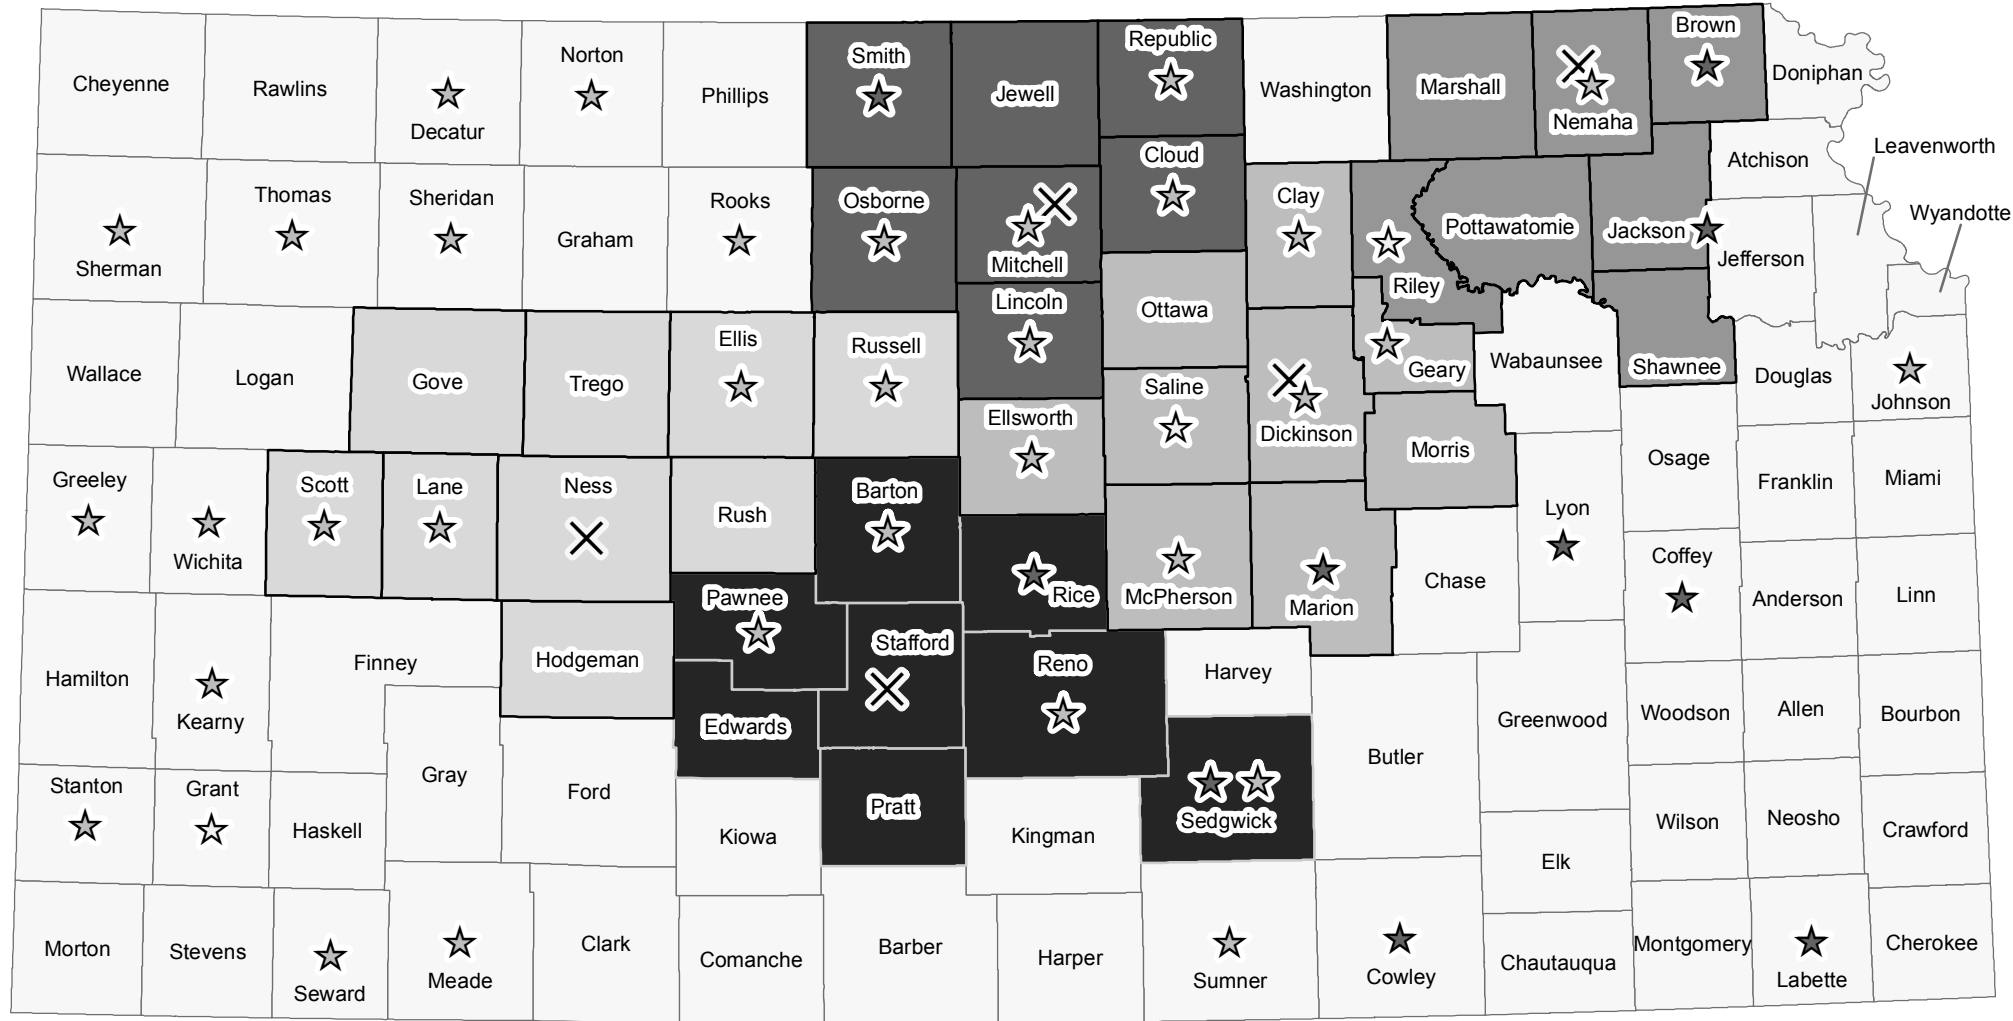 Cheyenne
Rawlins
Decatur
Norton
Phillips
Smith
Jewell
Republic
Washington
Marshall
Nemaha
Brown
Doniphan
Sherman
Thomas
Sheridan
Graham
Rooks
Osborne
Mitchell
Cloud
Clay
Riley
Pottawatomie
Jackson
Atchison
Leavenworth
Wyandotte
Jefferson
Wallace
Logan
Gove
Trego
Ellis
Russell
Lincoln
Ottawa
Saline
Dickinson
Geary
Wabaunsee
Shawnee
Douglas
Johnson
Greeley
Wichita
Scott
Lane
Ness
Rush
Barton
Ellsworth
Rice
McPherson
Marion
Morris
Chase
Lyon
Osage
Franklin
Miami
Coffey
Anderson
Linn
Hamilton
Kearny
Finney
Hodgeman
Pawnee
Stafford
Edwards
Reno
Harvey
Sedgwick
Butler
Greenwood
Woodson
Allen
Bourbon
Stanton
Grant
Haskell
Gray
Ford
Kiowa
Pratt
Kingman
Elk
Wilson
Neosho
Crawford
Morton
Stevens
Seward
Meade
Clark
Comanche
Barber
Harper
Sumner
Cowley
Chautauqua
Montgomery
Labette
Cherokee